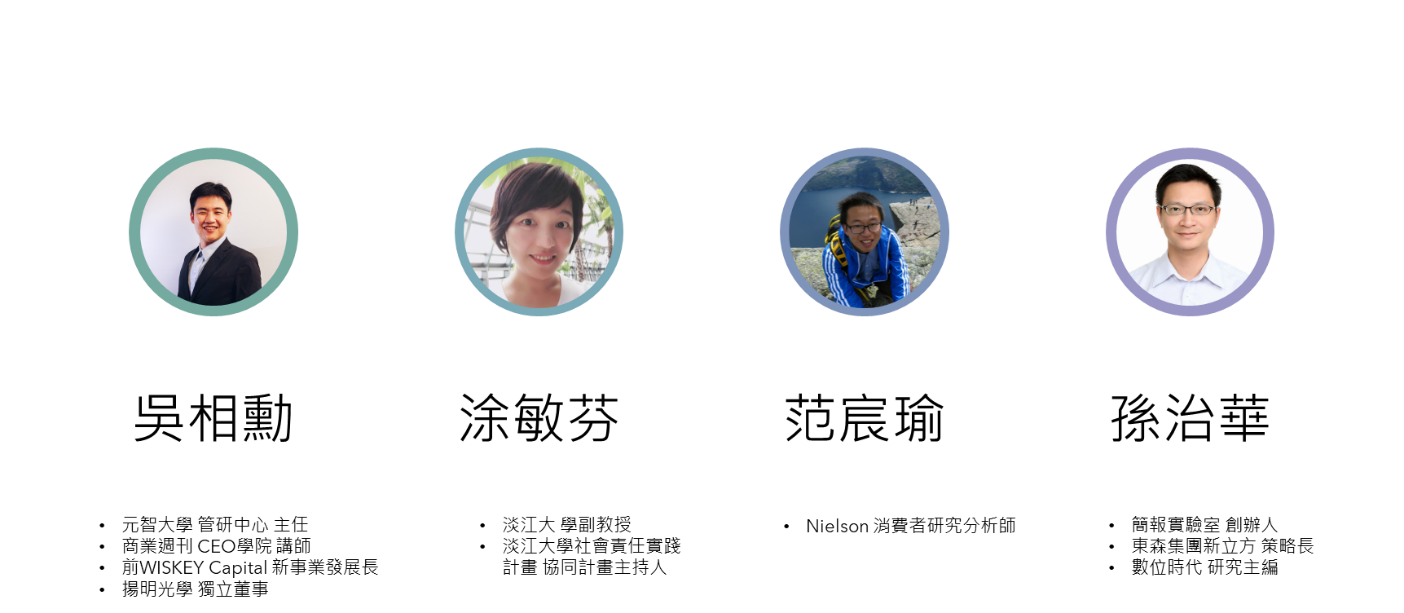 吳相勳
涂敏芬
范宸瑜
孫治華
• 元智大學 管研中心 主任
• 商業週刊 CEO學院 講師
• 前WISKEY Capital 新事業發展長
• 揚明光學 獨立董事
• 淡江大 學副教授
• 淡江大學社會責任實踐
計畫 協同計畫主持人
• Nielson 消費者研究分析師
• 簡報實驗室 創辦人
• 東森集團新立方 策略長
• 數位時代 研究主編